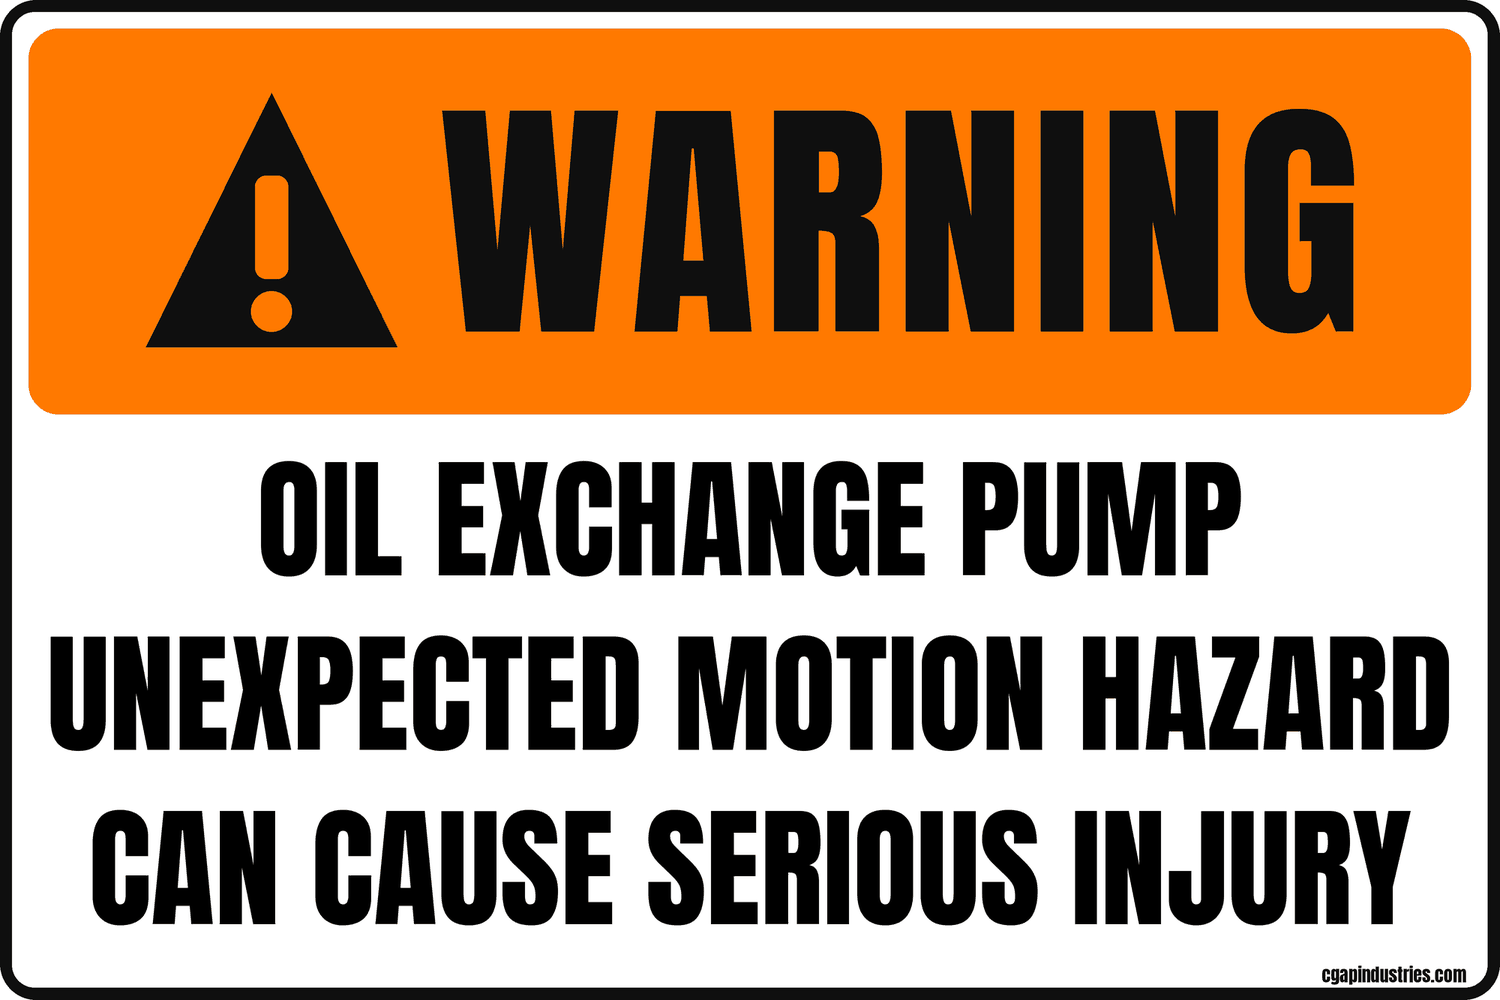 WARNING
OIL EXCHANGE PUMP
UNEXPECTED MOTION HAZARD
CAN CAUSE SERIOUS INJURY
cgapindustries.com